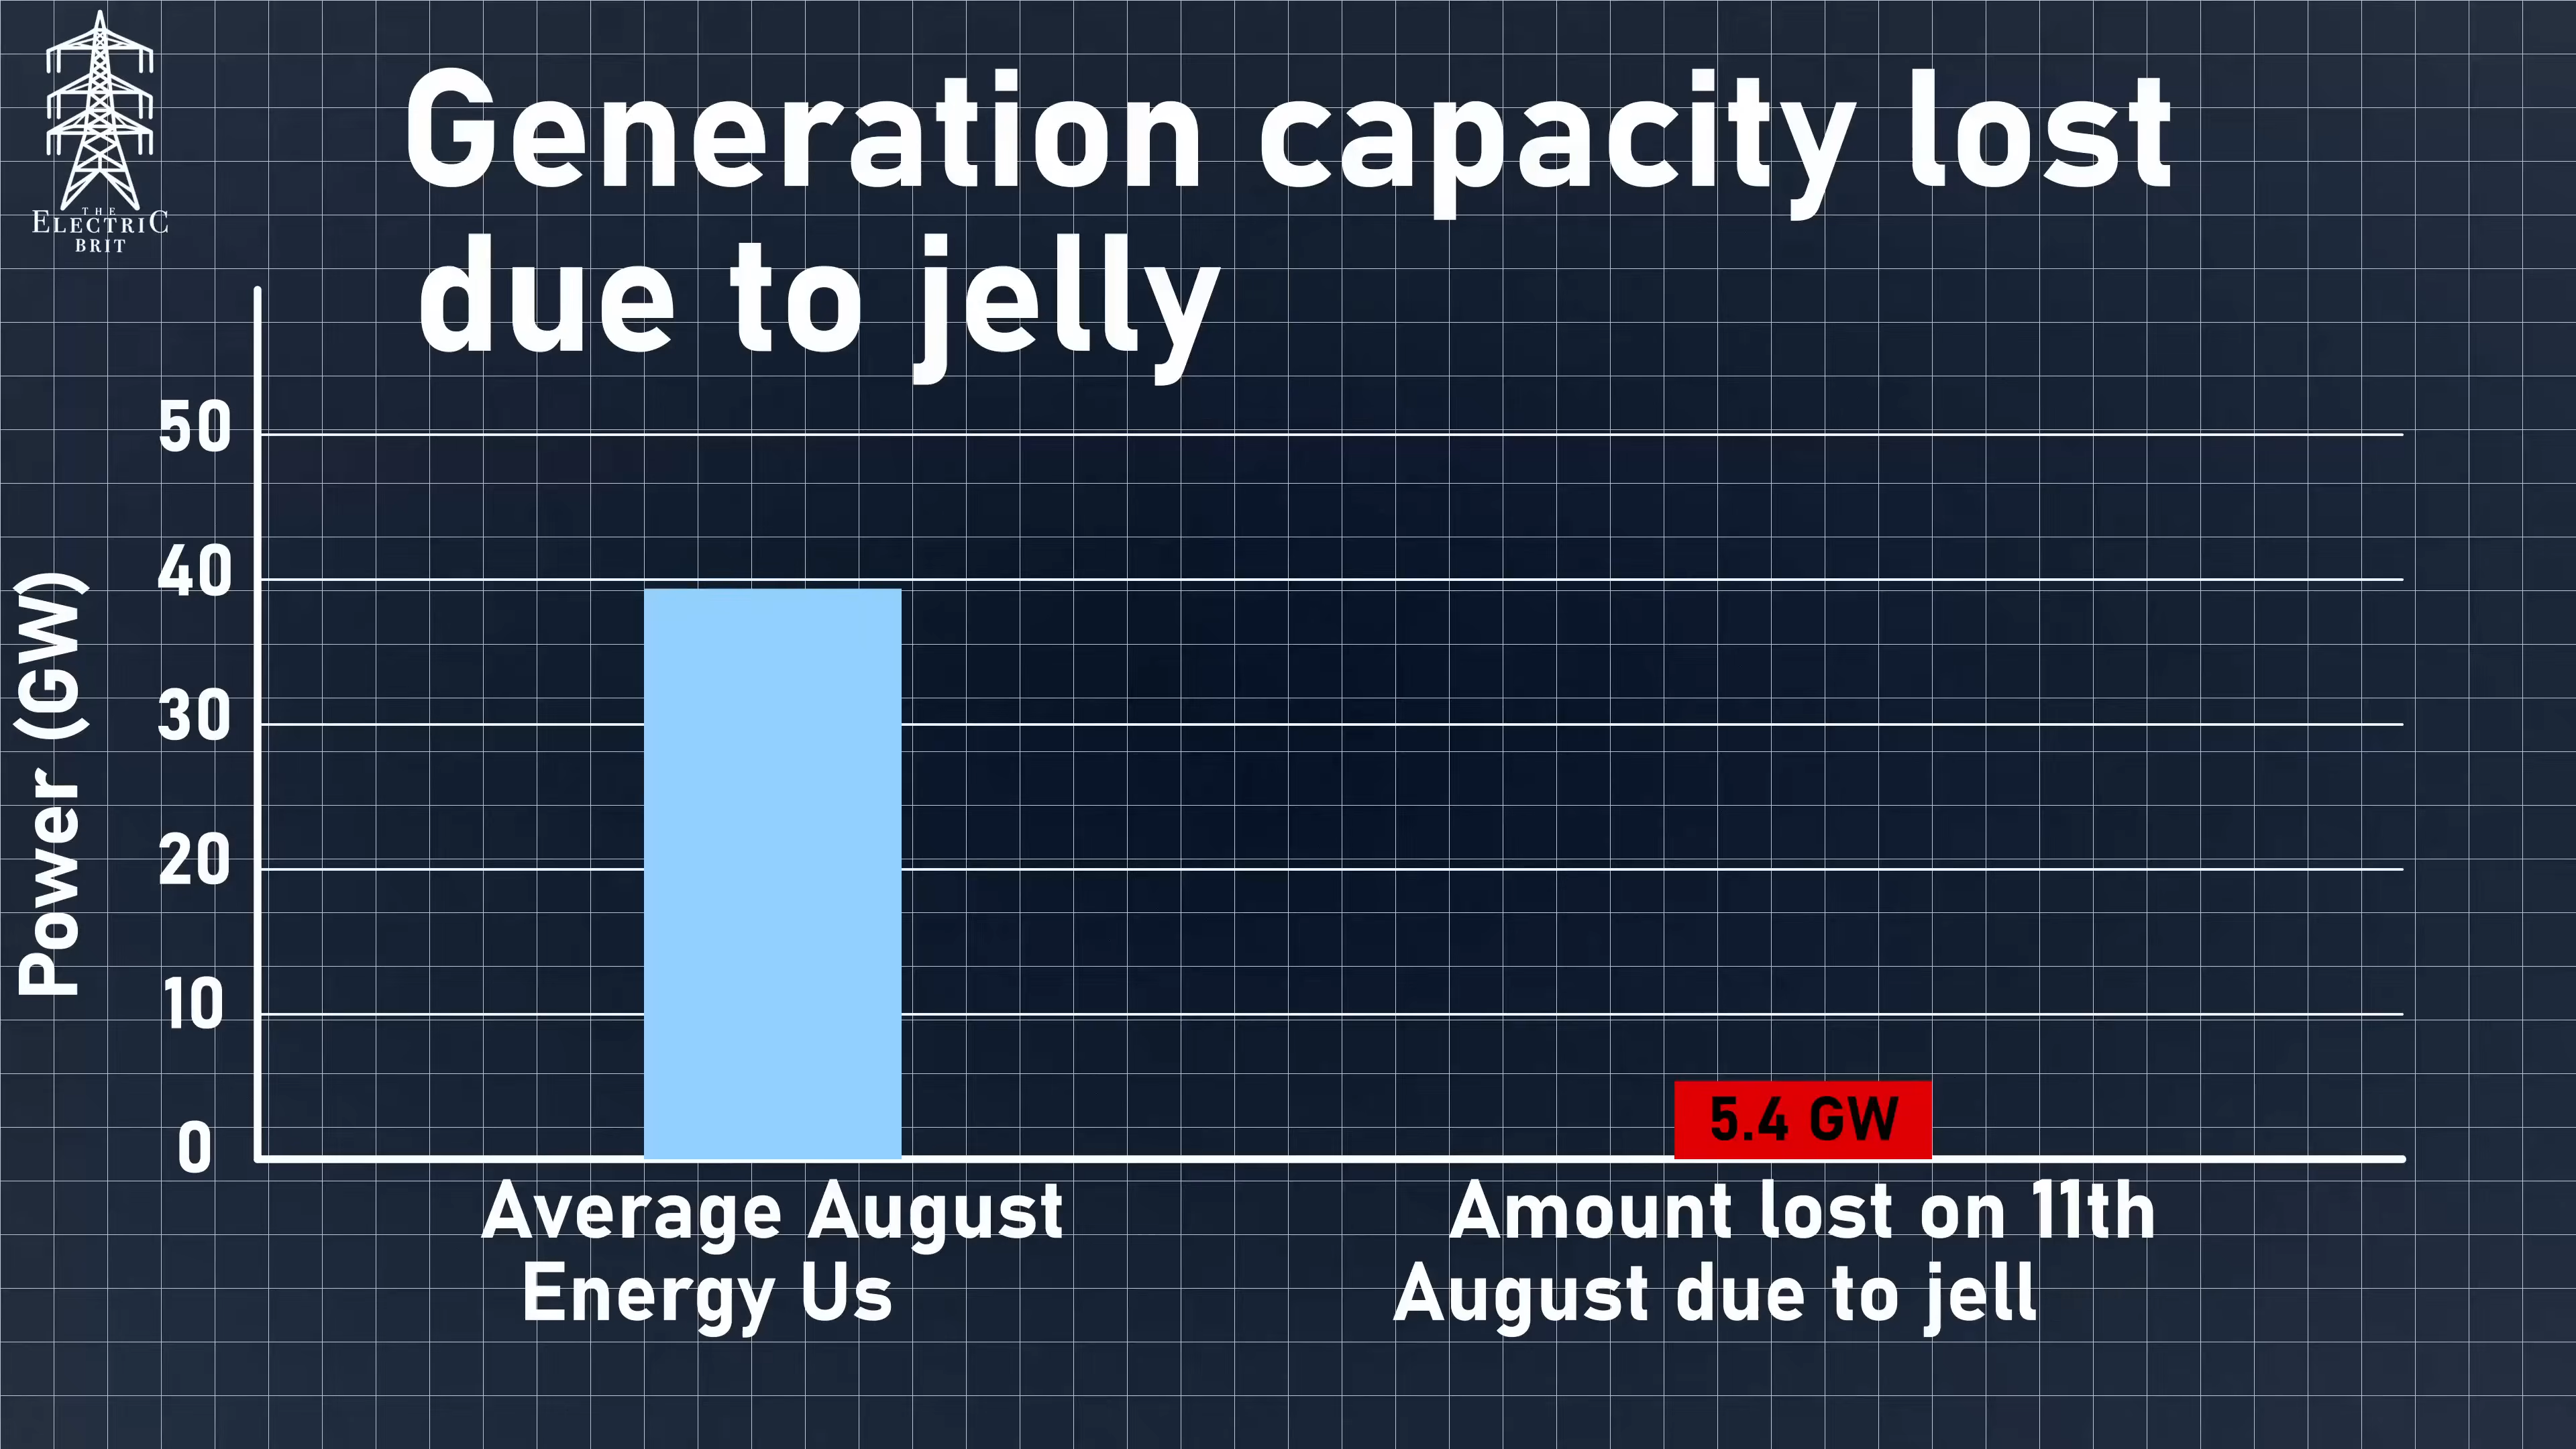 THE
ELECTRIC
BRIT
Generation capacity lost
due to jelly
Power (GW)
50
40
30
20
10
0
5.4 GW
Average August
Energy Us
Amount lost on 11th
August due to jell